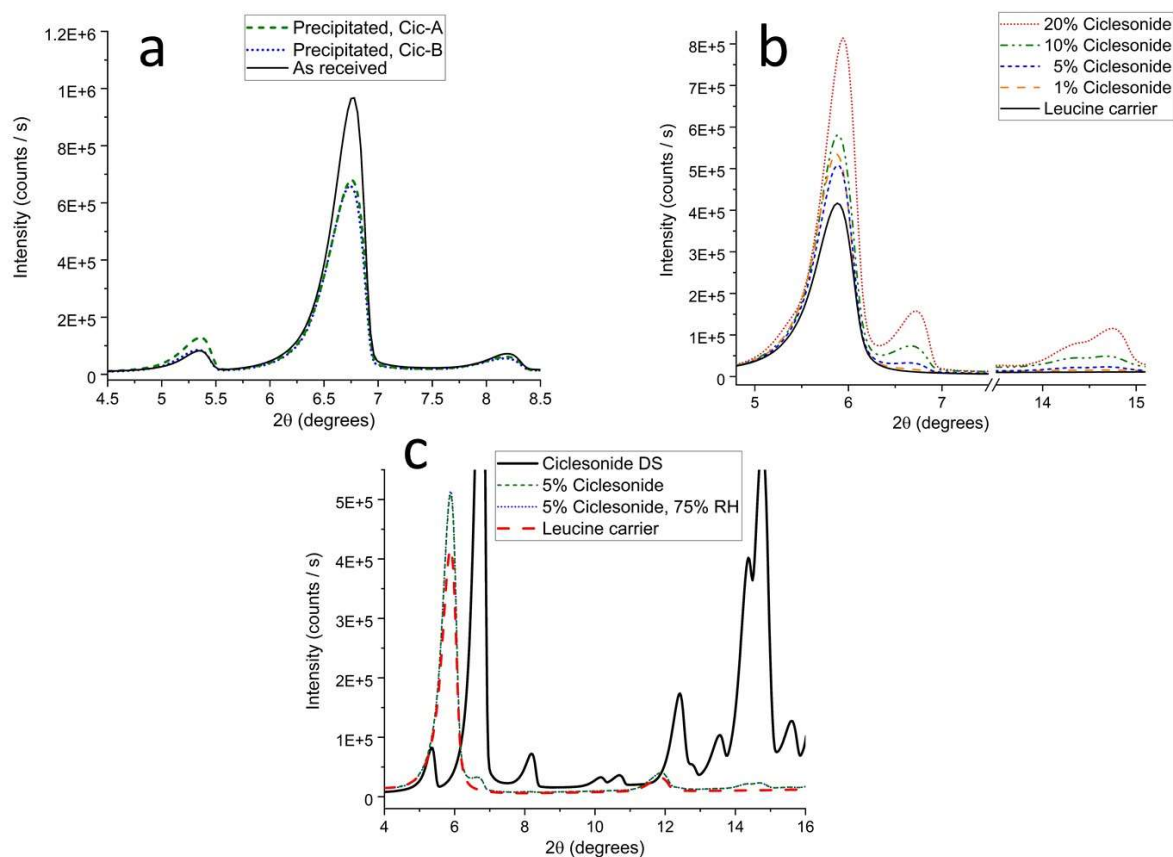 a
Precipitated, Cic-A
Precipitated, Cic-B
As received
1.2E+6
1E+6
8E+5
6E+5
4E+5
2E+5
0
Intensity (counts / s)
4.5 5 5.5 6 6.5 7 7.5 8 8.5
2θ (degrees)
b
20% Ciclesonide
10% Ciclesonide
5% Ciclesonide
1% Ciclesonide
Leucine carrier
8E+5
7E+5
6E+5
5E+5
4E+5
3E+5
2E+5
1E+5
0
Intensity (counts / s)
5 6 7 14 15
2θ (degrees)
c
Ciclesonide DS
5% Ciclesonide
5% Ciclesonide, 75% RH
Leucine carrier
5E+5
4E+5
3E+5
2E+5
1E+5
0
Intensity (counts / s)
4 6 8 10 12 14 16
2θ (degrees)